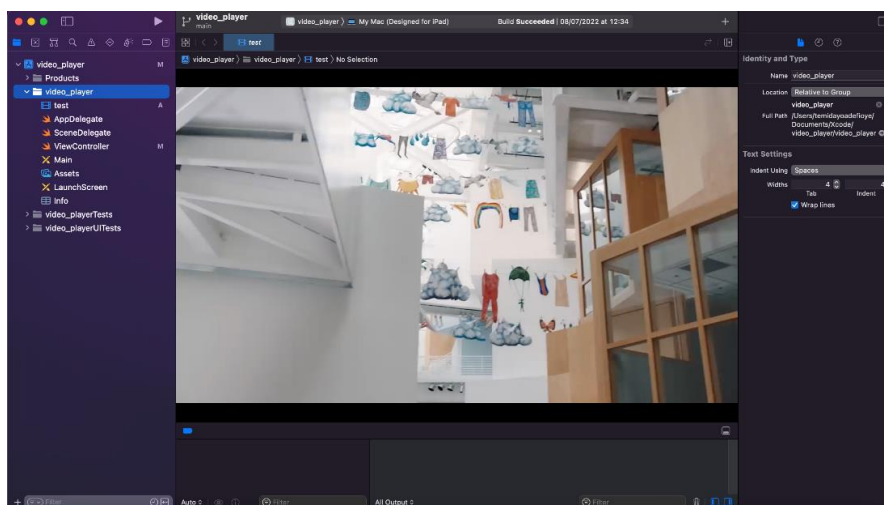 video_player
main
video_player
My Mac (Designed for iPad)
Build Succeeded | 08/07/2022 at 12:34
test
video_player
M
Products
video_player
test
A
AppDelegate
SceneDelegate
ViewController
M
Main
Assets
LaunchScreen
Info
video_playerTests
video_playerUITests
Filter
video_player
video_player
test
No Selection
Auto
Filter
All Output
Filter
Identity and Type
Name
video_player
Location
Relative to Group
video_player
Full Path
/Users/temidayoadefioye/
Documents/Xcode/
video_player/video_player
Text Settings
Indent Using
Spaces
Widths
4
4
Tab
Indent
Wrap lines